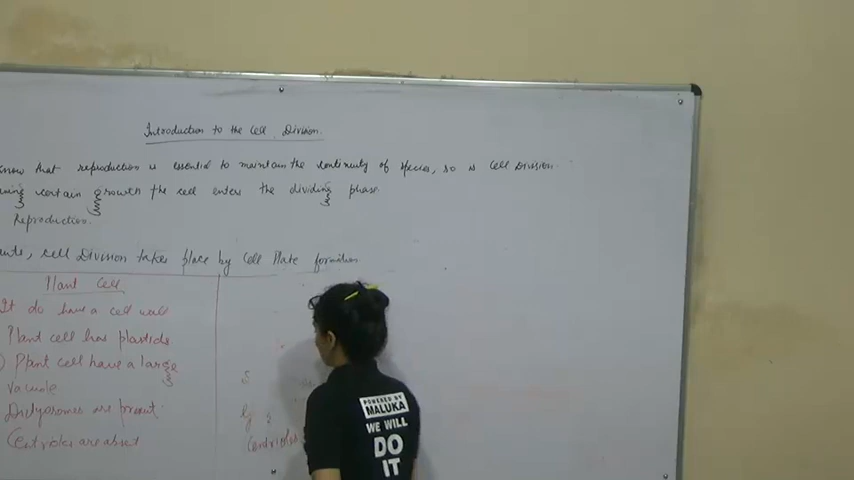 Introduction to the Cell Division.
know that reproduction is essential to maintain the continuity of species, so is Cell Division.
certain growth the cell enters the dividing phase
Reproduction.
cell Division takes place by Cell Plate formation
Plant Cell
It do have a cell wall
Plant cell has plastids
Plant cell have a large
vacuole
Dictyosomes are present
Centrioles are absent
Centrioles
POWERED BY
MALUKA
WE WILL
DO
IT